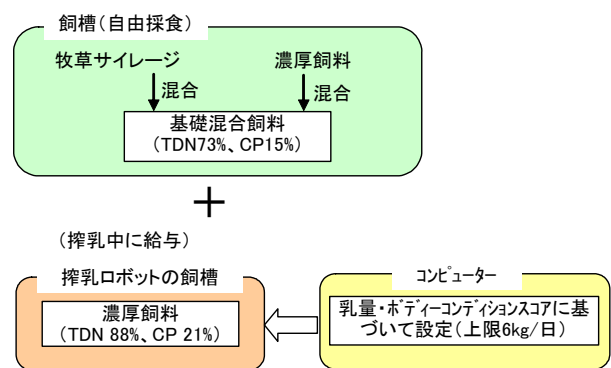 飼槽(自由採食)
牧草サイレージ
濃厚飼料
混合
混合
基礎混合飼料
(TDN73%、CP15%)
+
(搾乳中に給与)
搾乳ロボットの飼槽
濃厚飼料
(TDN 88%、CP 21%)
コンピューター
乳量・ボディーコンディションスコアに基
づいて設定(上限6kg/日)